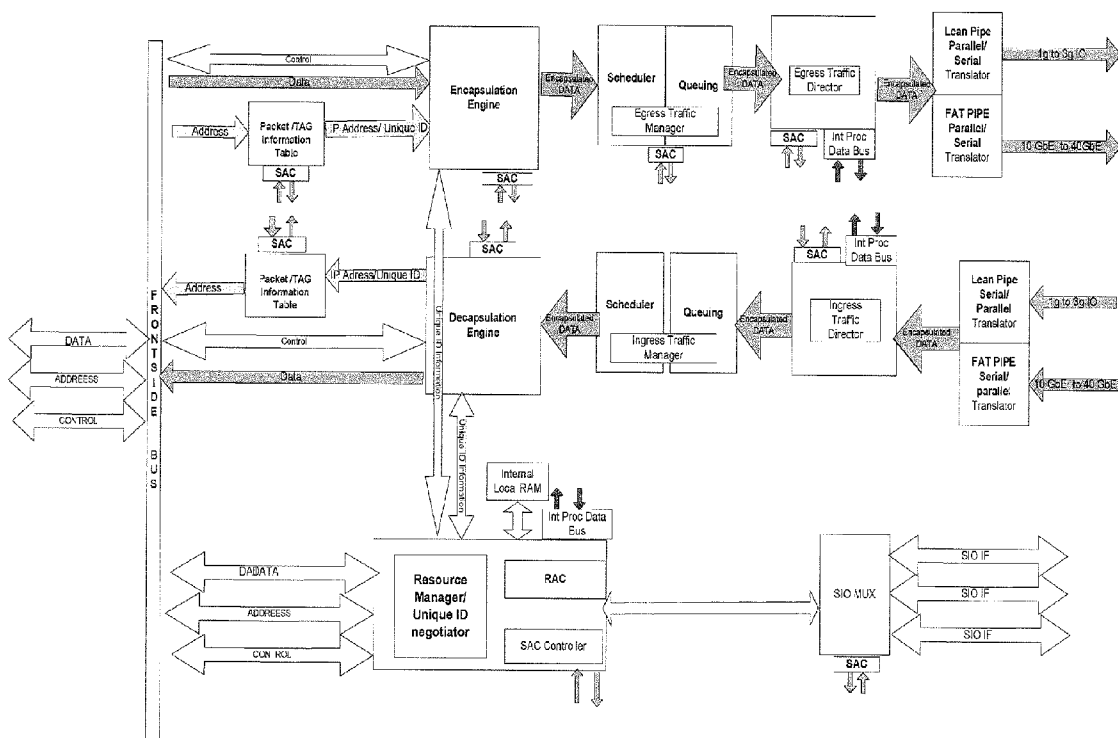 Control
Data
Address
Packet /TAG
Information
Table
SAC
IP Address/ Unique ID
Encapsulation
Engine
SAC
Encapsulated
DATA
Scheduler
Queuing
Egress Traffic
Manager
SAC
Encapsulated
DATA
Egress Traffic
Director
SAC
Int Proc
Data Bus
Encapsulated
DATA
Lean Pipe
Parallel/
Serial
Translator
FAT PIPE
Parallel/
Serial
Translator
1g to 3g IO
10 GbE to 40GbE
SAC
Packet /TAG
Information
Table
Address
IP Adress/Unique ID
SAC
Decapsulation
Engine
Control
Data
Unique ID Information
Unique ID Information
Encapsulated
DATA
Scheduler
Queuing
Ingress Traffic
Manager
Encapsulated
DATA
SAC
Int Proc
Data Bus
Ingress
Traffic
Director
Encapsulated
DATA
Lean Pipe
Serial/
Parallel
Translator
FAT PIPE
Serial/
parallel
Translator
1g to 3g IO
10 GbE to 40 GbE
DATA
ADDREESS
CONTROL
FRONTSIDE BUS
Internal
Local RAM
Int Proc Data
Bus
DADATA
ADDREESS
CONTROL
Resource
Manager/
Unique ID
negotiator
RAC
SAC Controller
SIO MUX
SAC
SIO IF
SIO IF
SIO IF